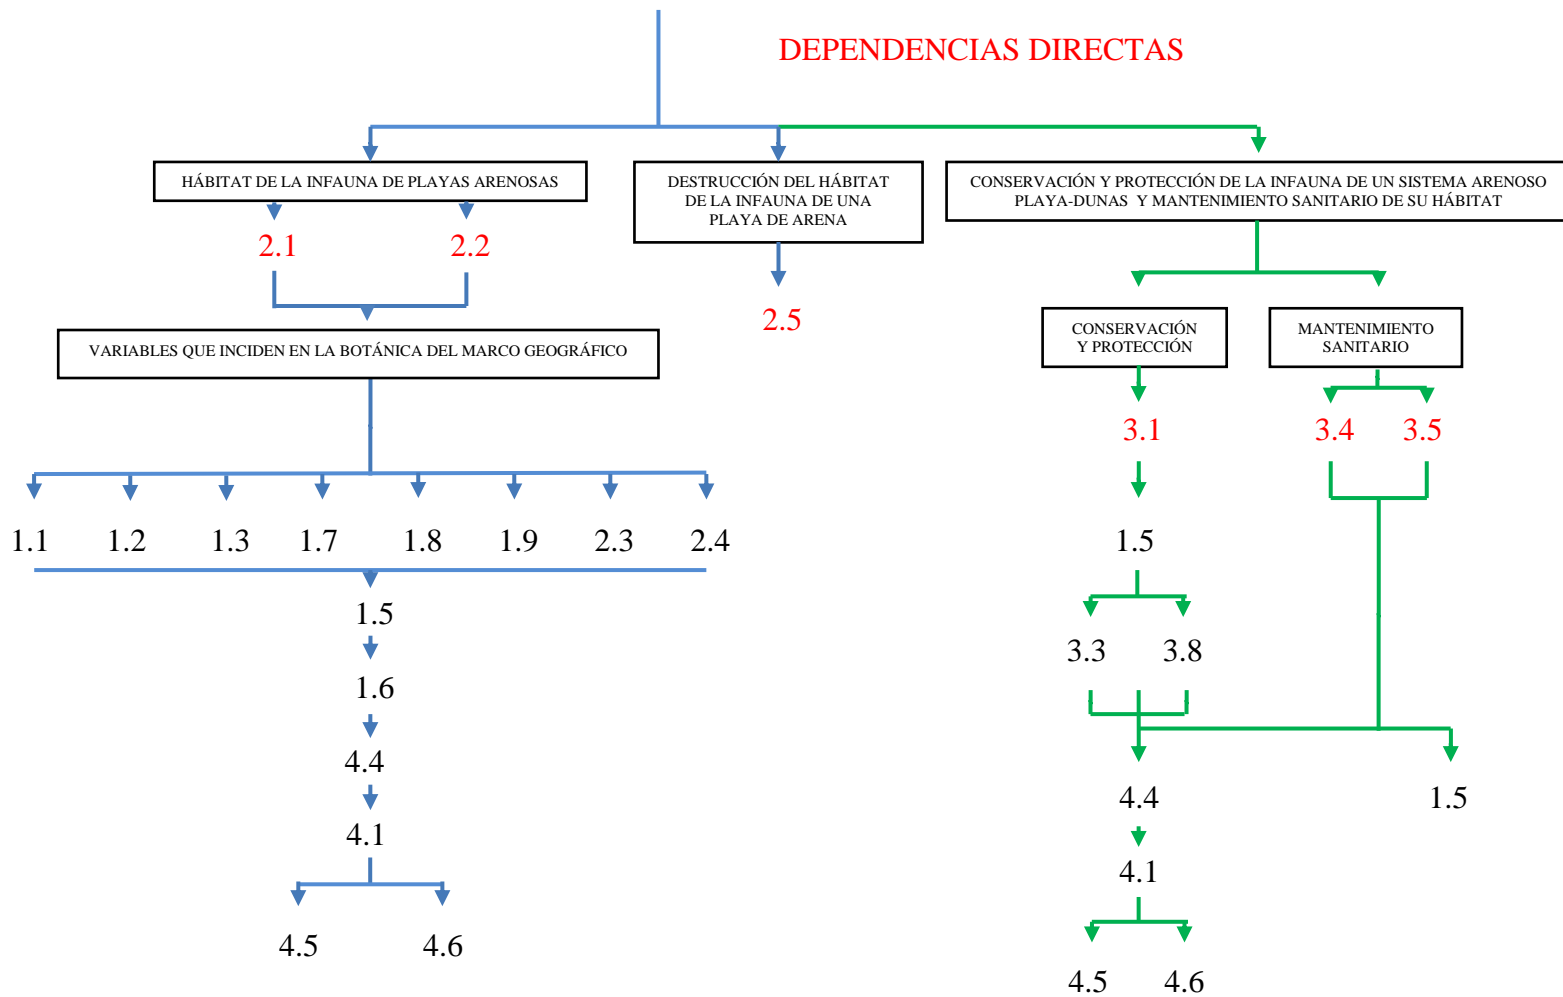 DEPENDENCIAS DIRECTAS
HÁBITAT DE LA INFAUNA DE PLAYAS ARENOSAS
DESTRUCCIÓN DEL HÁBITAT
DE LA INFAUNA DE UNA
PLAYA DE ARENA
CONSERVACIÓN Y PROTECCIÓN DE LA INFAUNA DE UN SISTEMA ARENOSO
PLAYA-DUNAS Y MANTENIMIENTO SANITARIO DE SU HÁBITAT
2.1
2.2
2.5
VARIABLES QUE INCIDEN EN LA BOTÁNICA DEL MARCO GEOGRÁFICO
CONSERVACIÓN
Y PROTECCIÓN
MANTENIMIENTO
SANITARIO
3.1
3.4
3.5
1.1
1.2
1.3
1.7
1.8
1.9
2.3
2.4
1.5
1.5
1.6
3.3
3.8
4.4
4.1
4.4
1.5
4.1
4.5
4.6
4.5
4.6